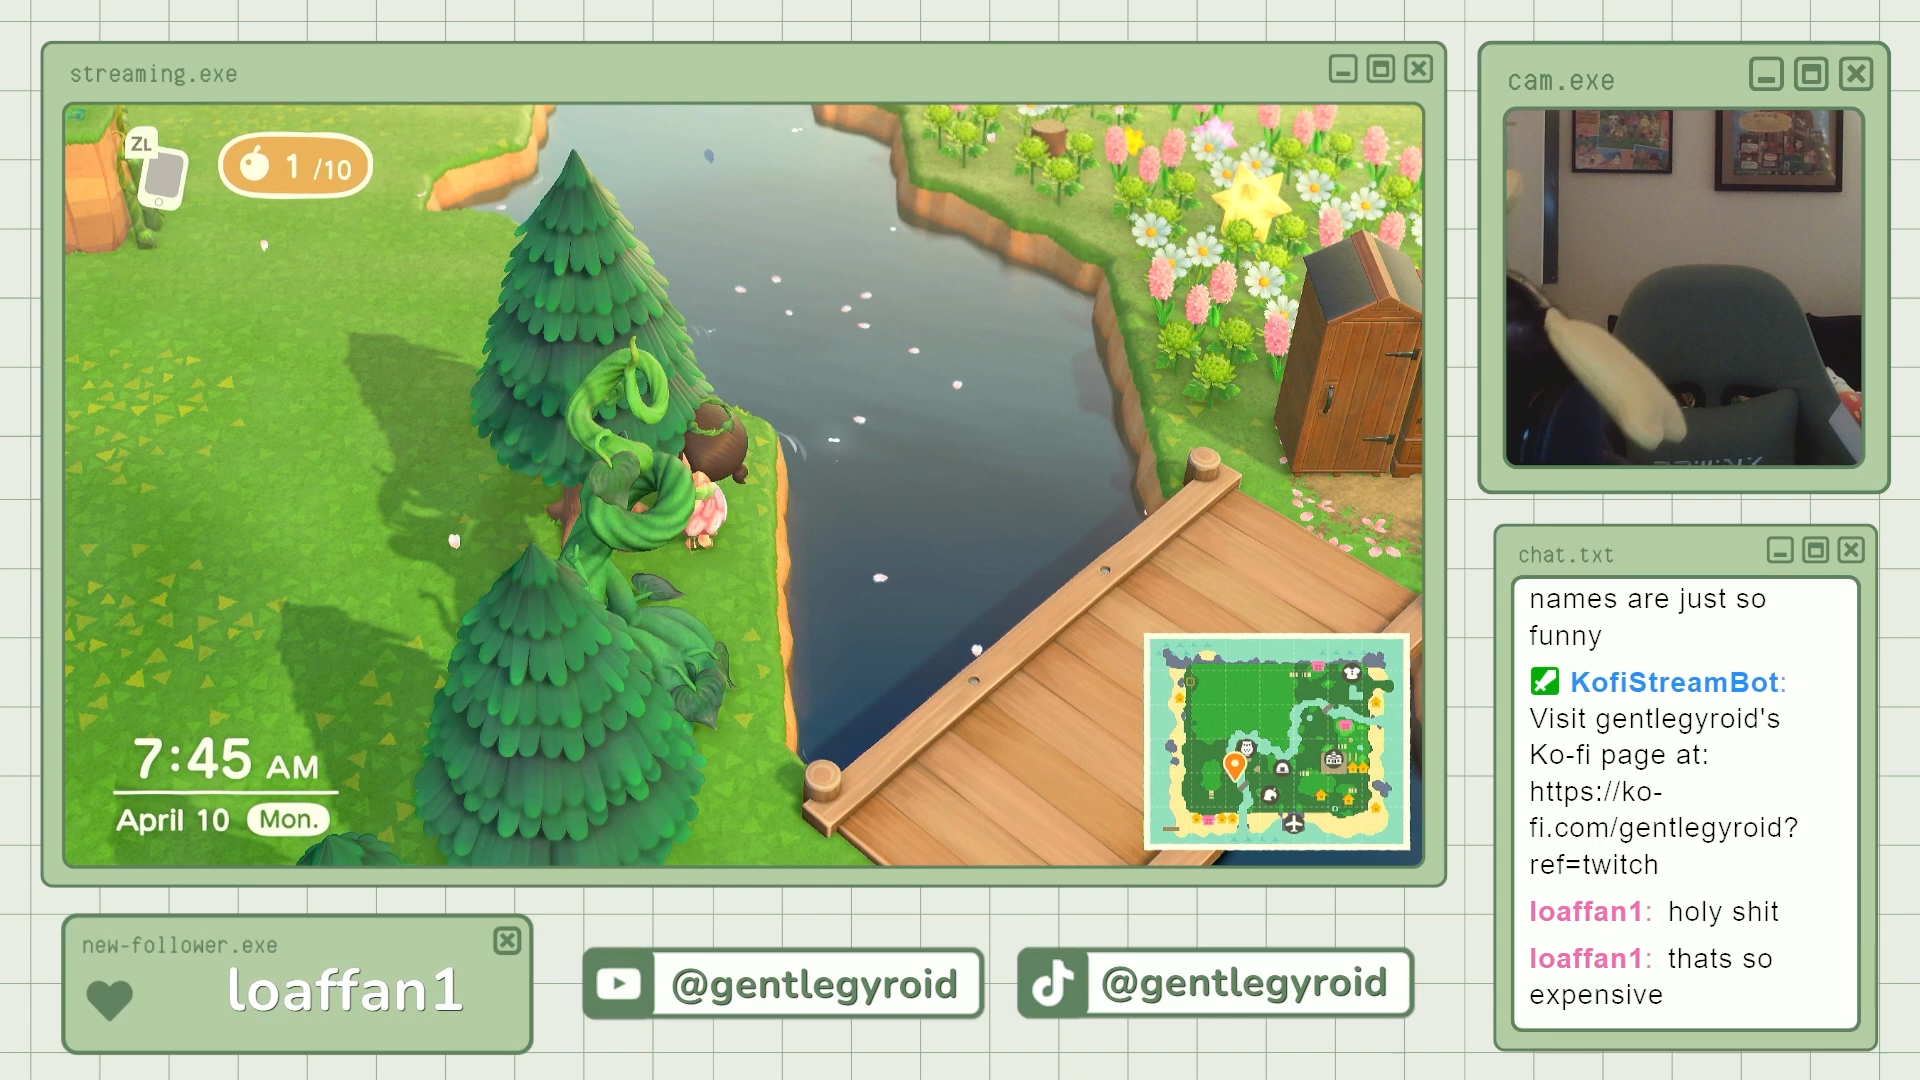 streaming.exe
ZL
1 /10
7:45 AM
April 10 Mon.
cam.exe
chat.txt
names are just so
funny
KofiStreamBot:
Visit gentlegyroid's
Ko-fi page at:
https://ko-
fi.com/gentlegyroid?
ref=twitch
loaffan1: holy shit
loaffan1: thats so
expensive
new-follower.exe
loaffan1
@gentlegyroid
@gentlegyroid